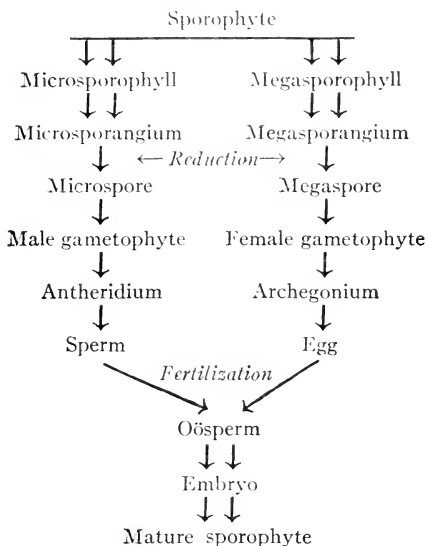 Sporophyte
Microsporophyll Megasporophyll
Microsporangium Megasporangium
←Reduction→
Microspore Megaspore
Male gametophyte Female gametophyte
Antheridium Archegonium
Sperm Egg
Fertilization
Oösperm
Embryo
Mature sporophyte